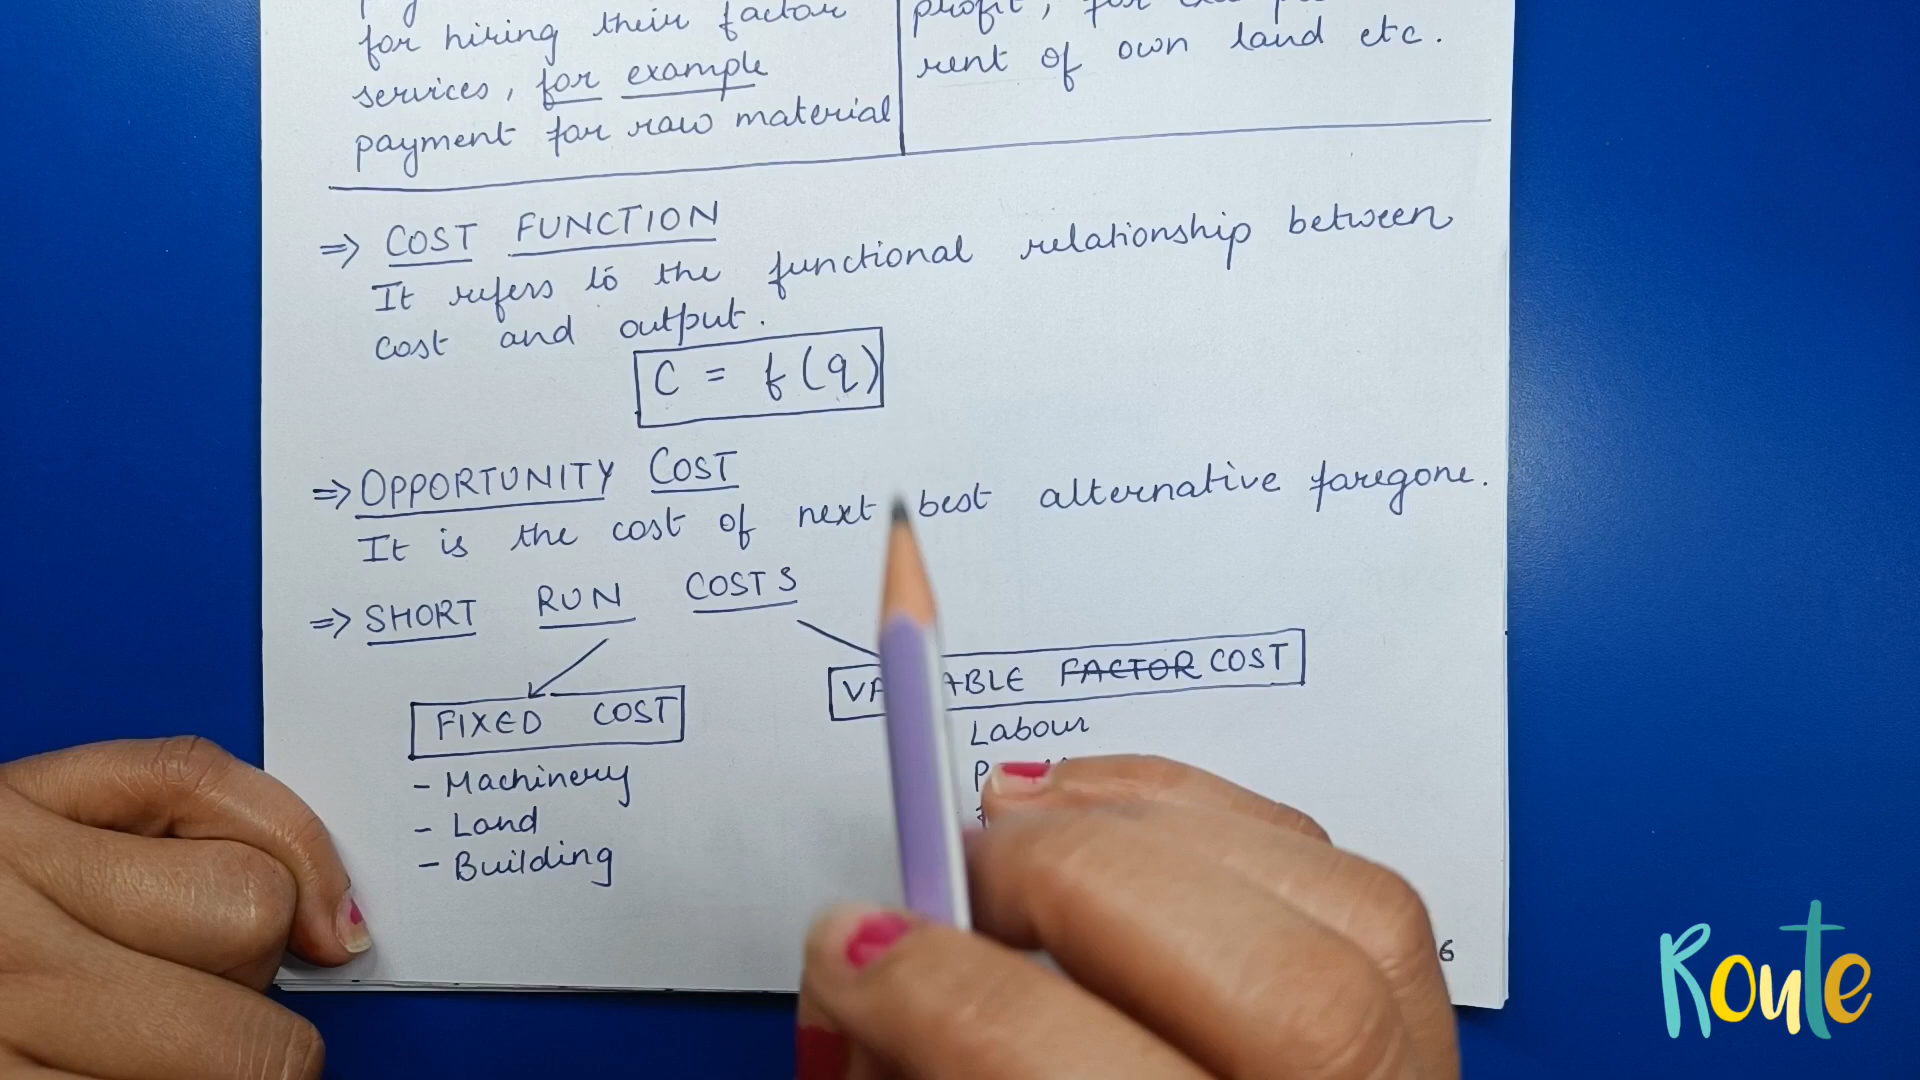 for hiring their factor
services, for example
payment for raw material
profit, for
rent of own land etc.
=> COST FUNCTION
It refers to the functional relationship between
cost and output.
C = f(q)
=> OPPORTUNITY COST
It is the cost of next best alternative foregone.
=> SHORT RUN COSTS
FIXED COST
- Machinery
- Land
- Building
FACTOR COST
Labour
6
Route